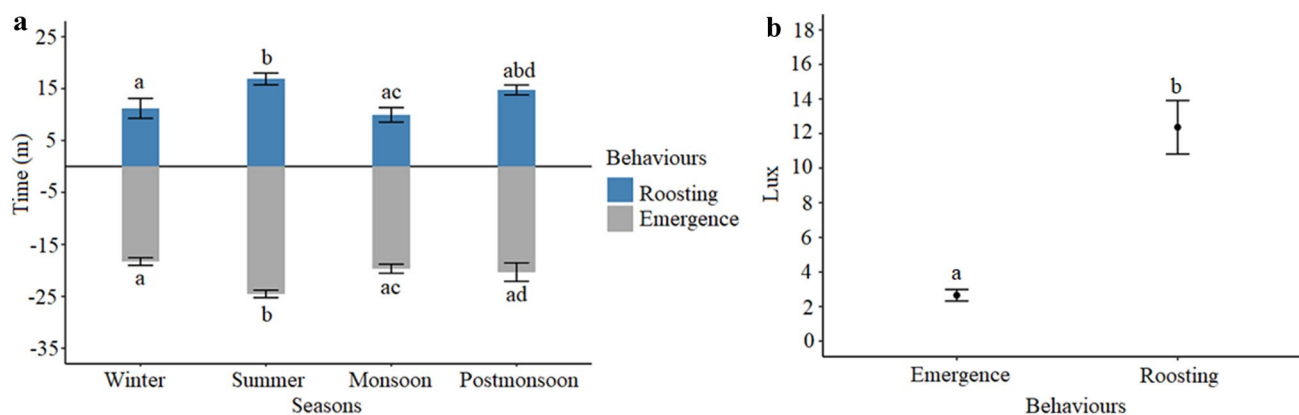 a
25
15
5
-5
-15
-25
-35
Time (m)
a
b
ac
abd
a
b
ac
ad
Winter Summer Monsoon Postmonsoon
Seasons
Behaviours
Roosting
Emergence
b
18
16
14
12
10
8
6
4
2
0
Lux
a
b
Emergence Roosting
Behaviours